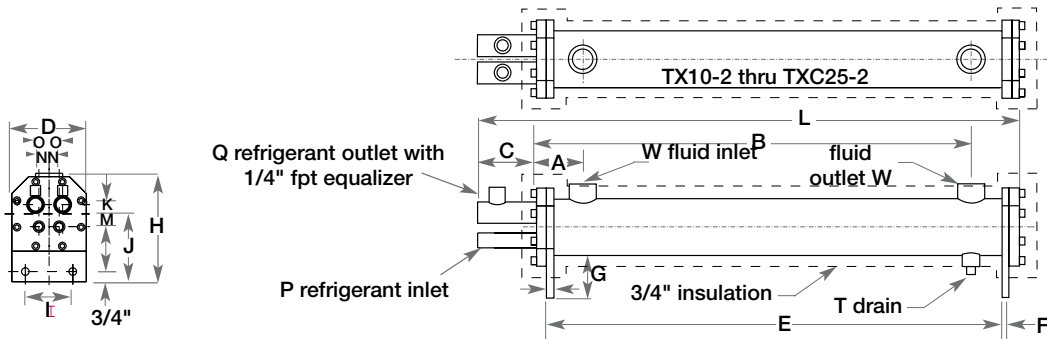 TX10-2 thru TXC25-2
L
D
O O
N N
B
Q refrigerant outlet with
1/4" fpt equalizer
C
A
W fluid inlet
fluid
outlet W
K
M
H
J
G
P refrigerant inlet
3/4" insulation
T drain
I
3/4"
E
F